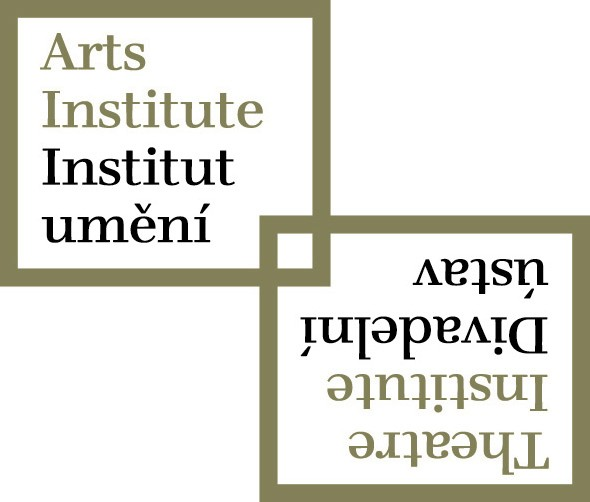 Arts
Institute
Institut
umění
Theatre
Institute
Divadelní
ústav